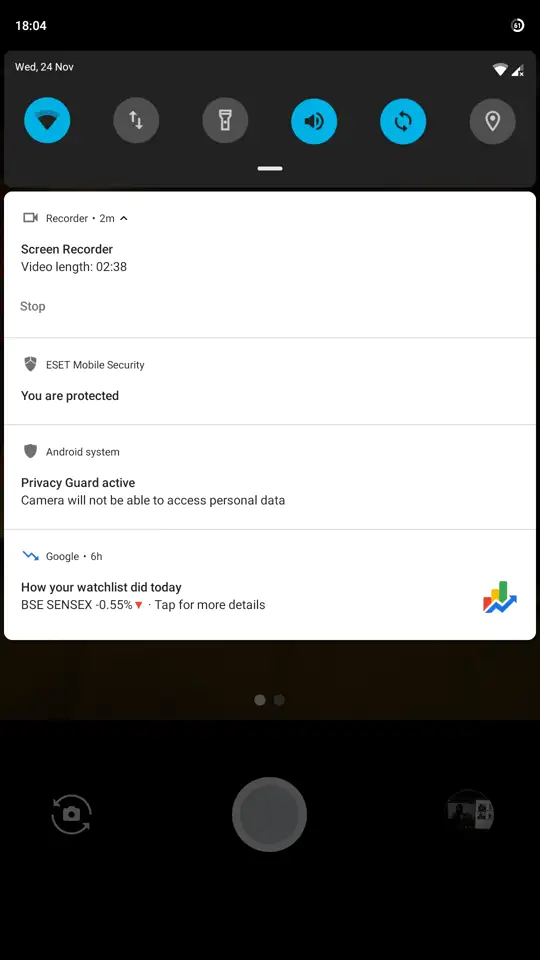 18:04
61
Wed, 24 Nov
Recorder • 2m
Screen Recorder
Video length: 02:38
Stop
ESET Mobile Security
You are protected
Android system
Privacy Guard active
Camera will not be able to access personal data
Google • 6h
How your watchlist did today
BSE SENSEX -0.55%🔻 · Tap for more details